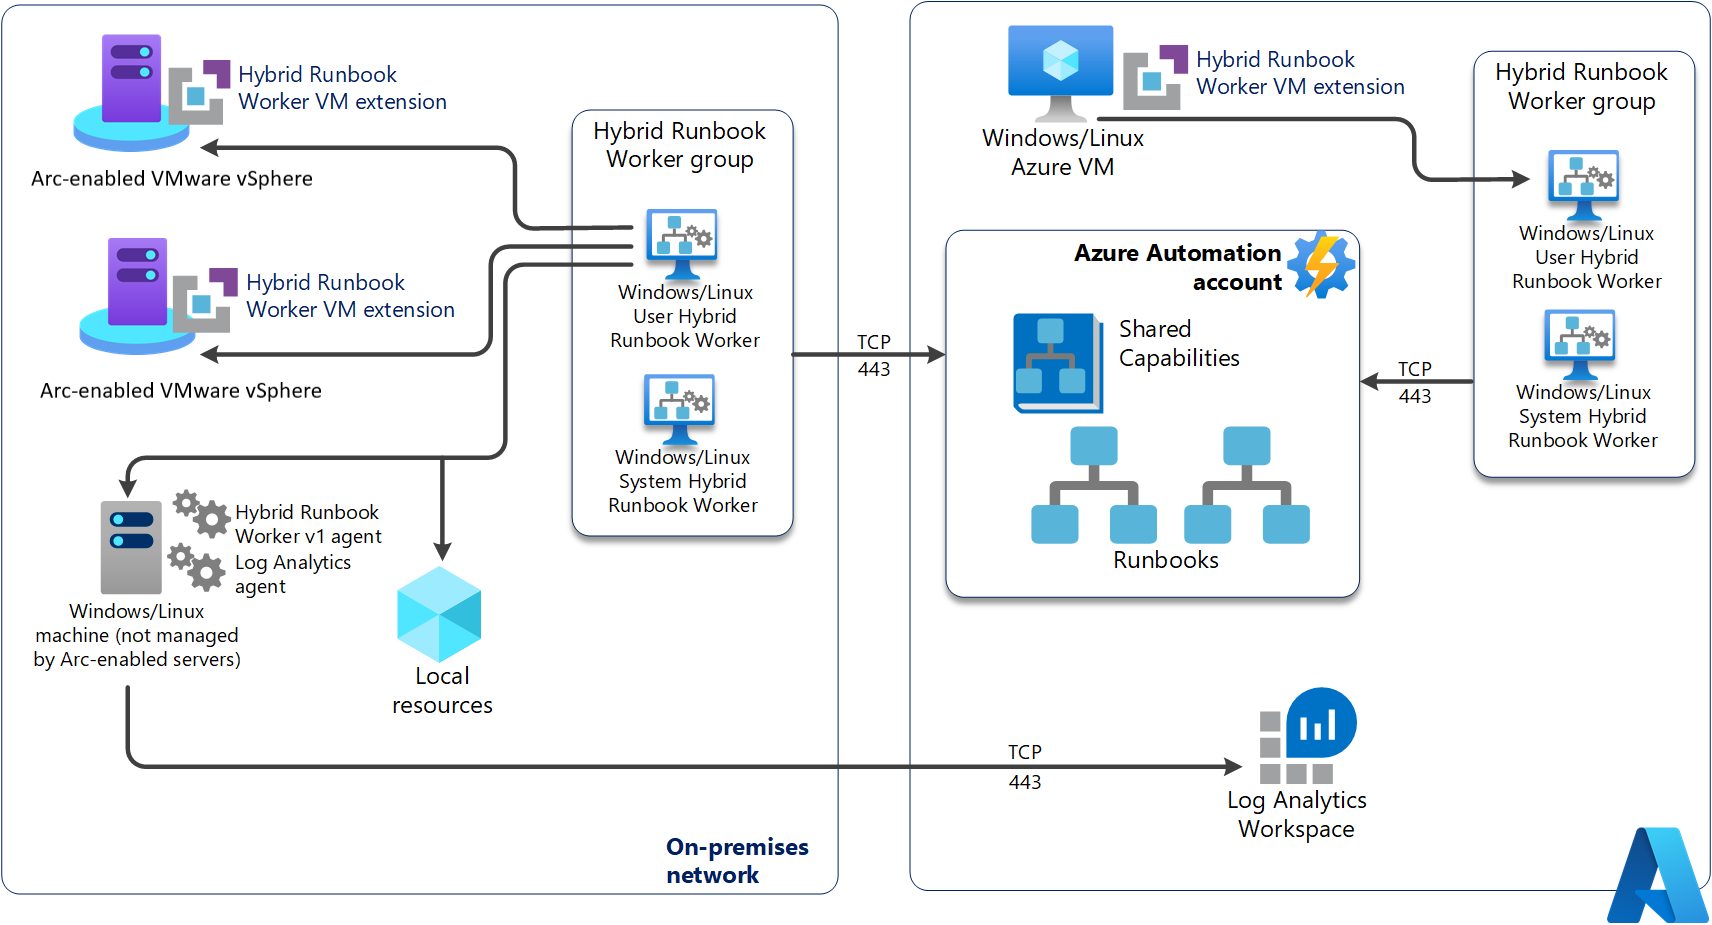 Hybrid Runbook
Worker VM extension
Arc-enabled VMware vSphere
Hybrid Runbook
Worker VM extension
Arc-enabled VMware vSphere
Hybrid Runbook
Worker v1 agent
Log Analytics
agent
Windows/Linux
machine (not managed
by Arc-enabled servers)
Local
resources
Hybrid Runbook
Worker group
Windows/Linux
User Hybrid
Runbook Worker
Windows/Linux
System Hybrid
Runbook Worker
On-premises
network
TCP
443
TCP
443
Windows/Linux
Azure VM
Hybrid Runbook
Worker VM extension
Azure Automation
account
Shared
Capabilities
Runbooks
TCP
443
Hybrid Runbook
Worker group
Windows/Linux
User Hybrid
Runbook Worker
Windows/Linux
System Hybrid
Runbook Worker
Log Analytics
Workspace